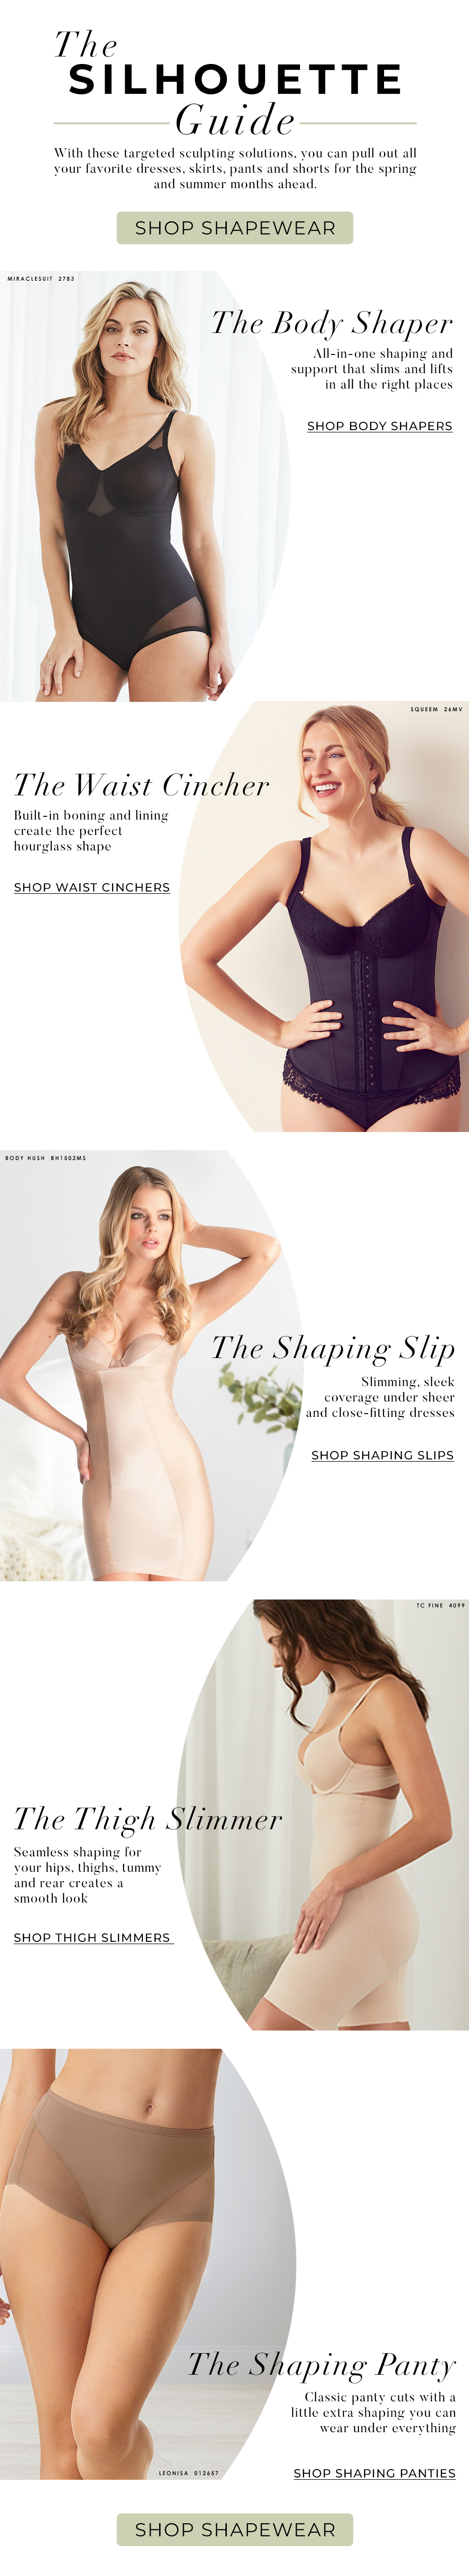 The
SILHOUETTE
Guide
With these targeted sculpting solutions, you can pull out all
your favorite dresses, skirts, pants and shorts for the spring
and summer months ahead.
SHOP SHAPEWEAR
MIRACLESUIT 2783
The Body Shaper
All-in-one shaping and
support that slims and lifts
in all the right places
SHOP BODY SHAPERS
SQUEEM 26MV
The Waist Cincher
Built-in boning and lining
create the perfect
hourglass shape
SHOP WAIST CINCHERS
BODY HUSH BH1502MS
The Shaping Slip
Slimming, sleek
coverage under sheer
and close-fitting dresses
SHOP SHAPING SLIPS
TC FINE 4099
The Thigh Slimmer
Seamless shaping for
your hips, thighs, tummy
and rear creates a
smooth look
SHOP THIGH SLIMMERS
The Shaping Panty
Classic panty cuts with a
little extra shaping you can
wear under everything
LEONISA 012657
SHOP SHAPING PANTIES
SHOP SHAPEWEAR